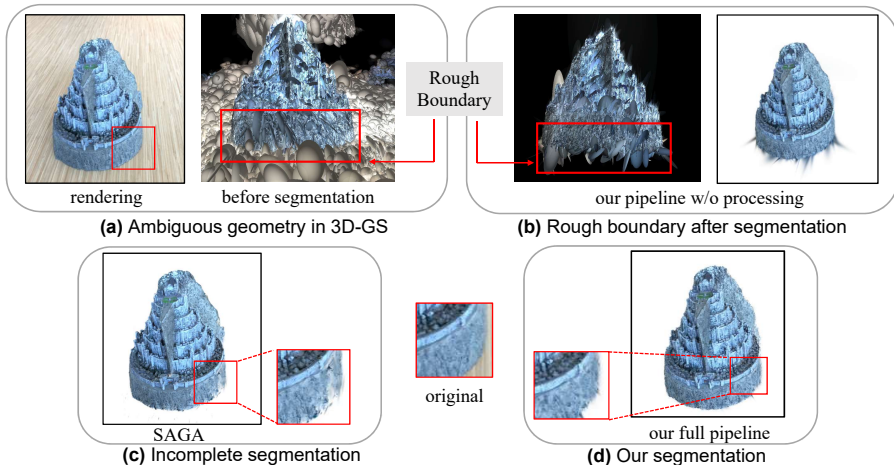 Rough
Boundary
rendering
before segmentation
our pipeline w/o processing
(a) Ambiguous geometry in 3D-GS
(b) Rough boundary after segmentation
original
SAGA
our full pipeline
(c) Incomplete segmentation
(d) Our segmentation